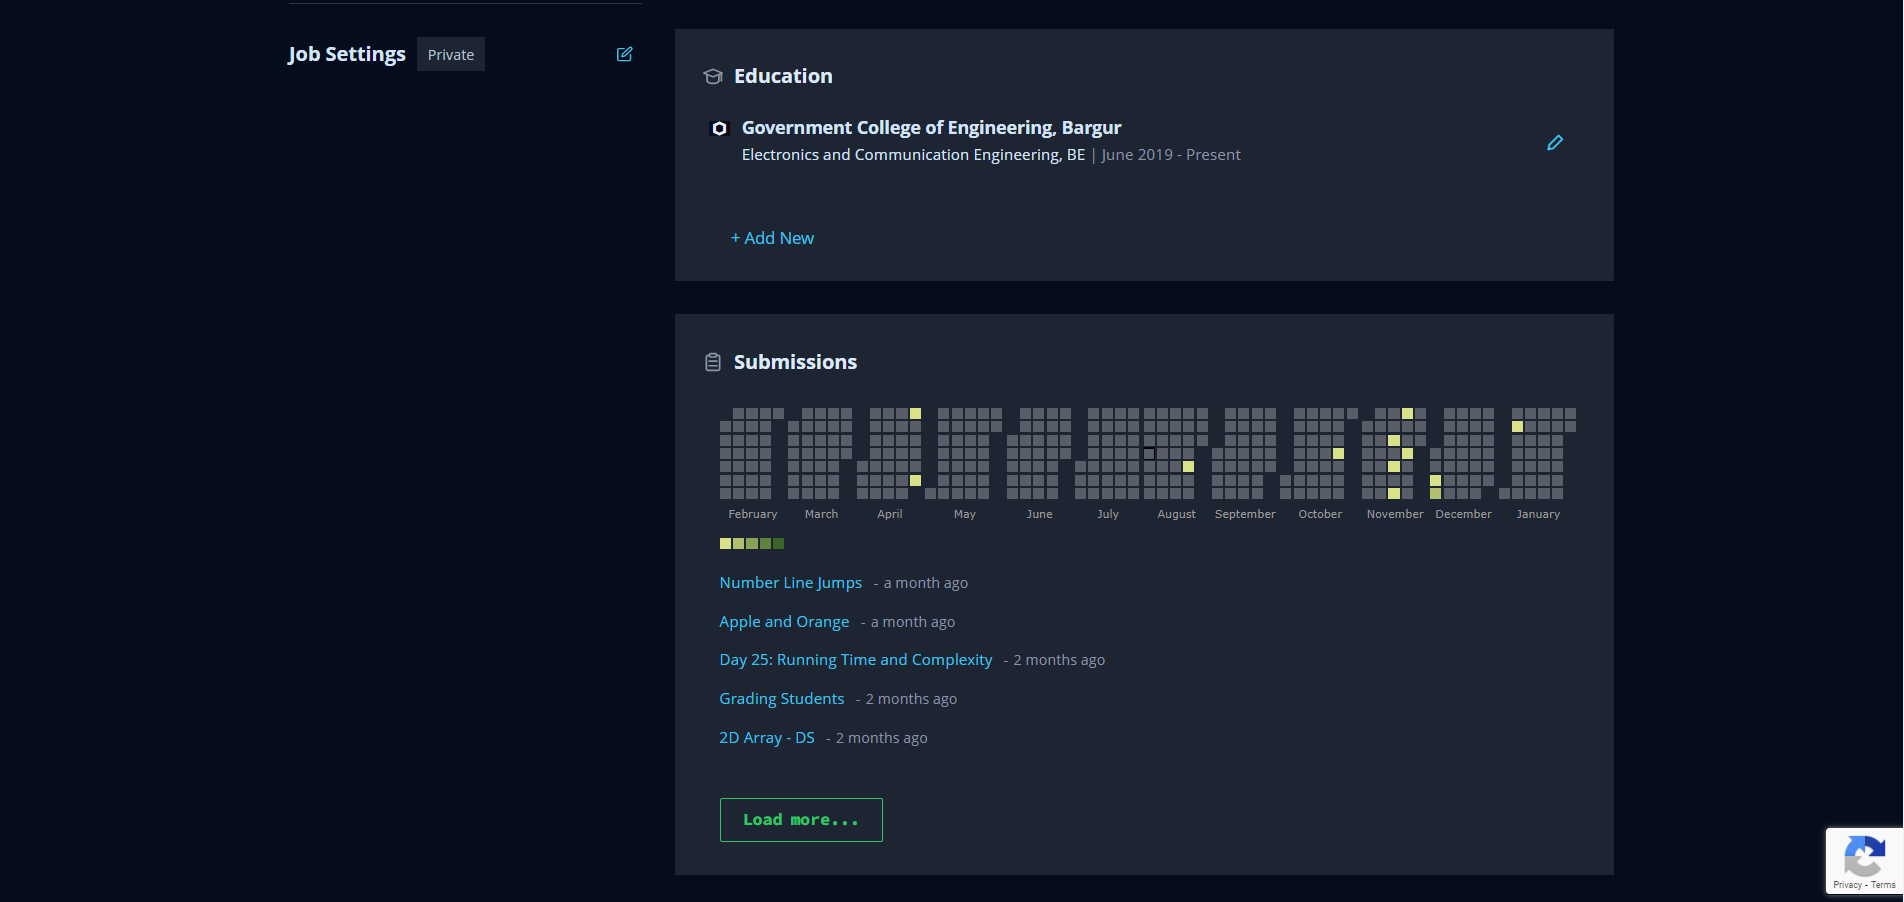 Job Settings Private
Education
Government College of Engineering, Bargur
Electronics and Communication Engineering, BE | June 2019 - Present
+ Add New
Submissions
February March April May June July August September October November December January
Number Line Jumps - a month ago
Apple and Orange - a month ago
Day 25: Running Time and Complexity - 2 months ago
Grading Students - 2 months ago
2D Array - DS - 2 months ago
Load more...
Privacy - Terms